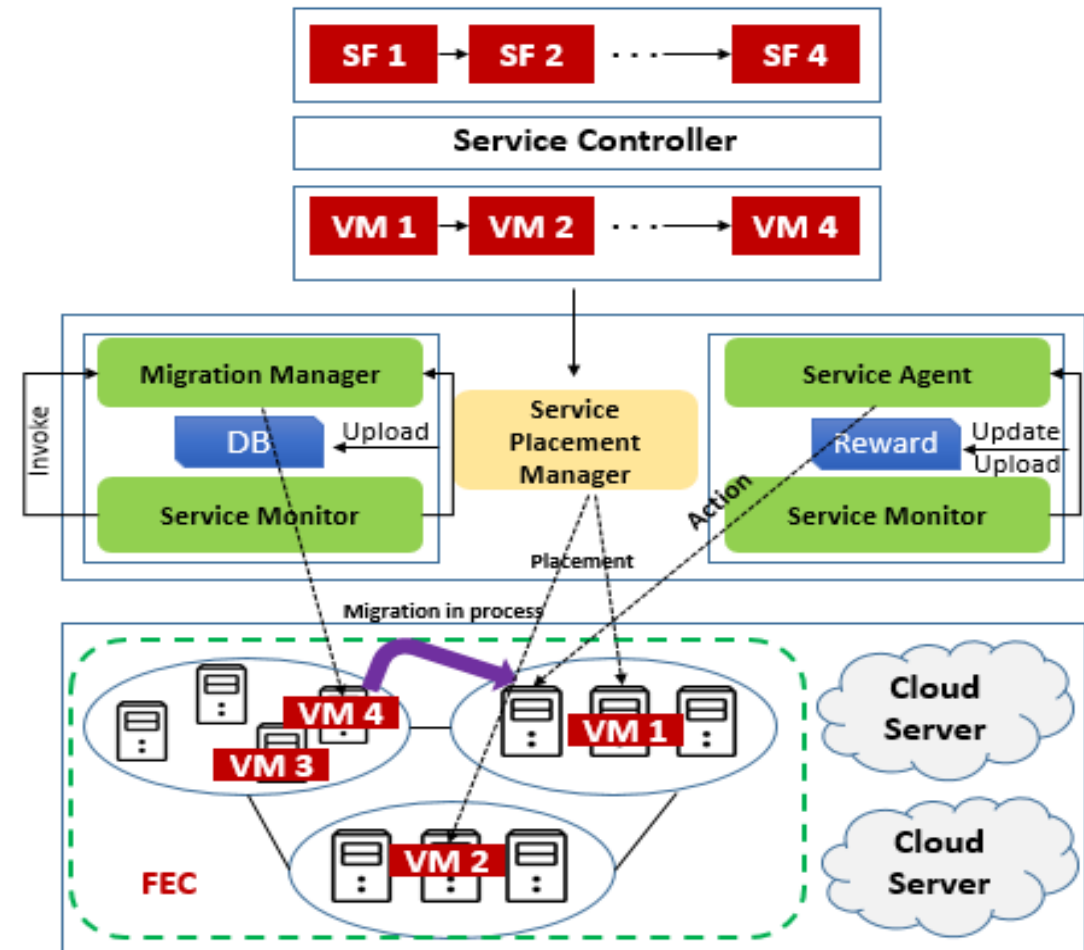 SF 1
SF 2
. . .
SF 4
Service Controller
VM 1
VM 2
. . .
VM 4
Invoke
Migration Manager
DB
Upload
Service Monitor
Service
Placement
Manager
Service Agent
Reward
Update
Upload
Service Monitor
Action
Placement
Migration in process
VM 4
VM 3
VM 1
VM 2
FEC
Cloud
Server
Cloud
Server